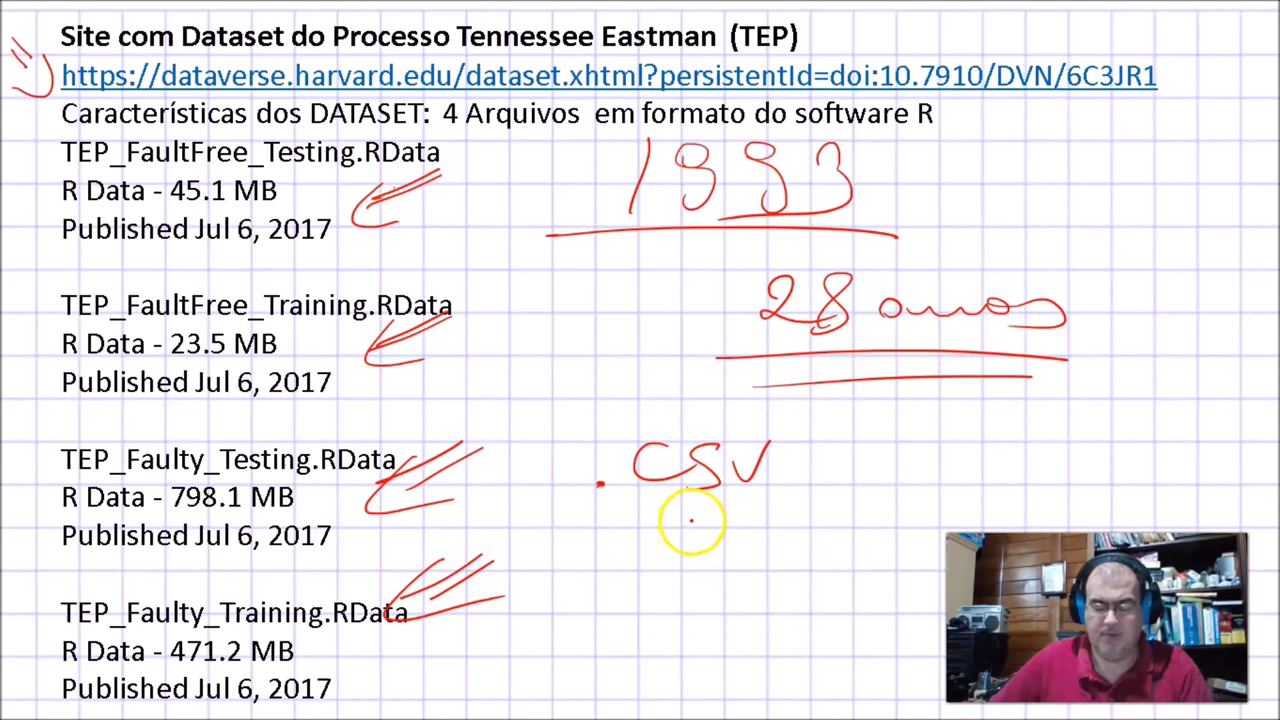 Site com Dataset do Processo Tennessee Eastman (TEP)
https://dataverse.harvard.edu/dataset.xhtml?persistentId=doi:10.7910/DVN/6C3JR1
Características dos DATASET: 4 Arquivos em formato do software R
TEP_FaultFree_Testing.RData
R Data - 45.1 MB
Published Jul 6, 2017
1993
TEP_FaultFree_Training.RData
R Data - 23.5 MB
Published Jul 6, 2017
28 anos
TEP_Faulty_Testing.RData
R Data - 798.1 MB
Published Jul 6, 2017
.CSV
TEP_Faulty_Training.RData
R Data - 471.2 MB
Published Jul 6, 2017